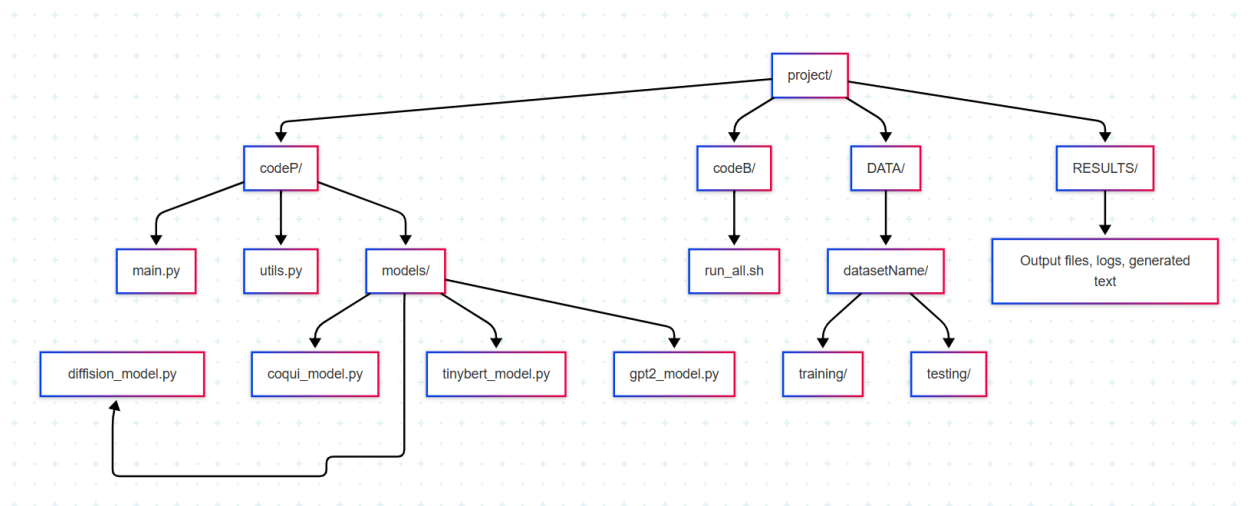 project/
codeP/
codeB/
DATA/
RESULTS/
main.py
utils.py
models/
run_all.sh
datasetName/
Output files, logs, generated
text
diffision_model.py
coqui_model.py
tinybert_model.py
gpt2_model.py
training/
testing/